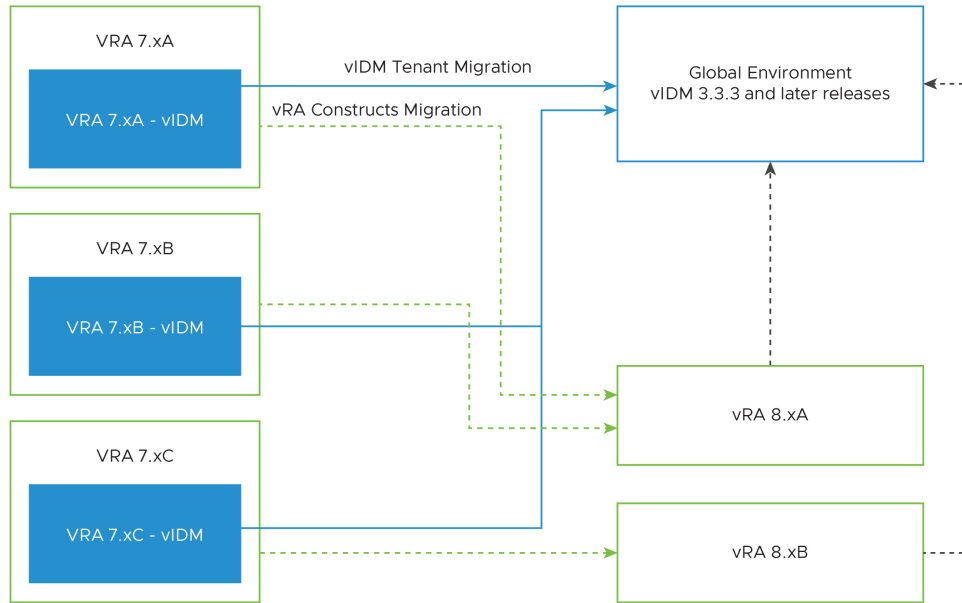 VRA 7.xA
VRA 7.xA - vIDM
vIDM Tenant Migration
vRA Constructs Migration
Global Environment
vIDM 3.3.3 and later releases
VRA 7.xB
VRA 7.xB - vIDM
vRA 8.xA
VRA 7.xC
VRA 7.xC - vIDM
vRA 8.xB